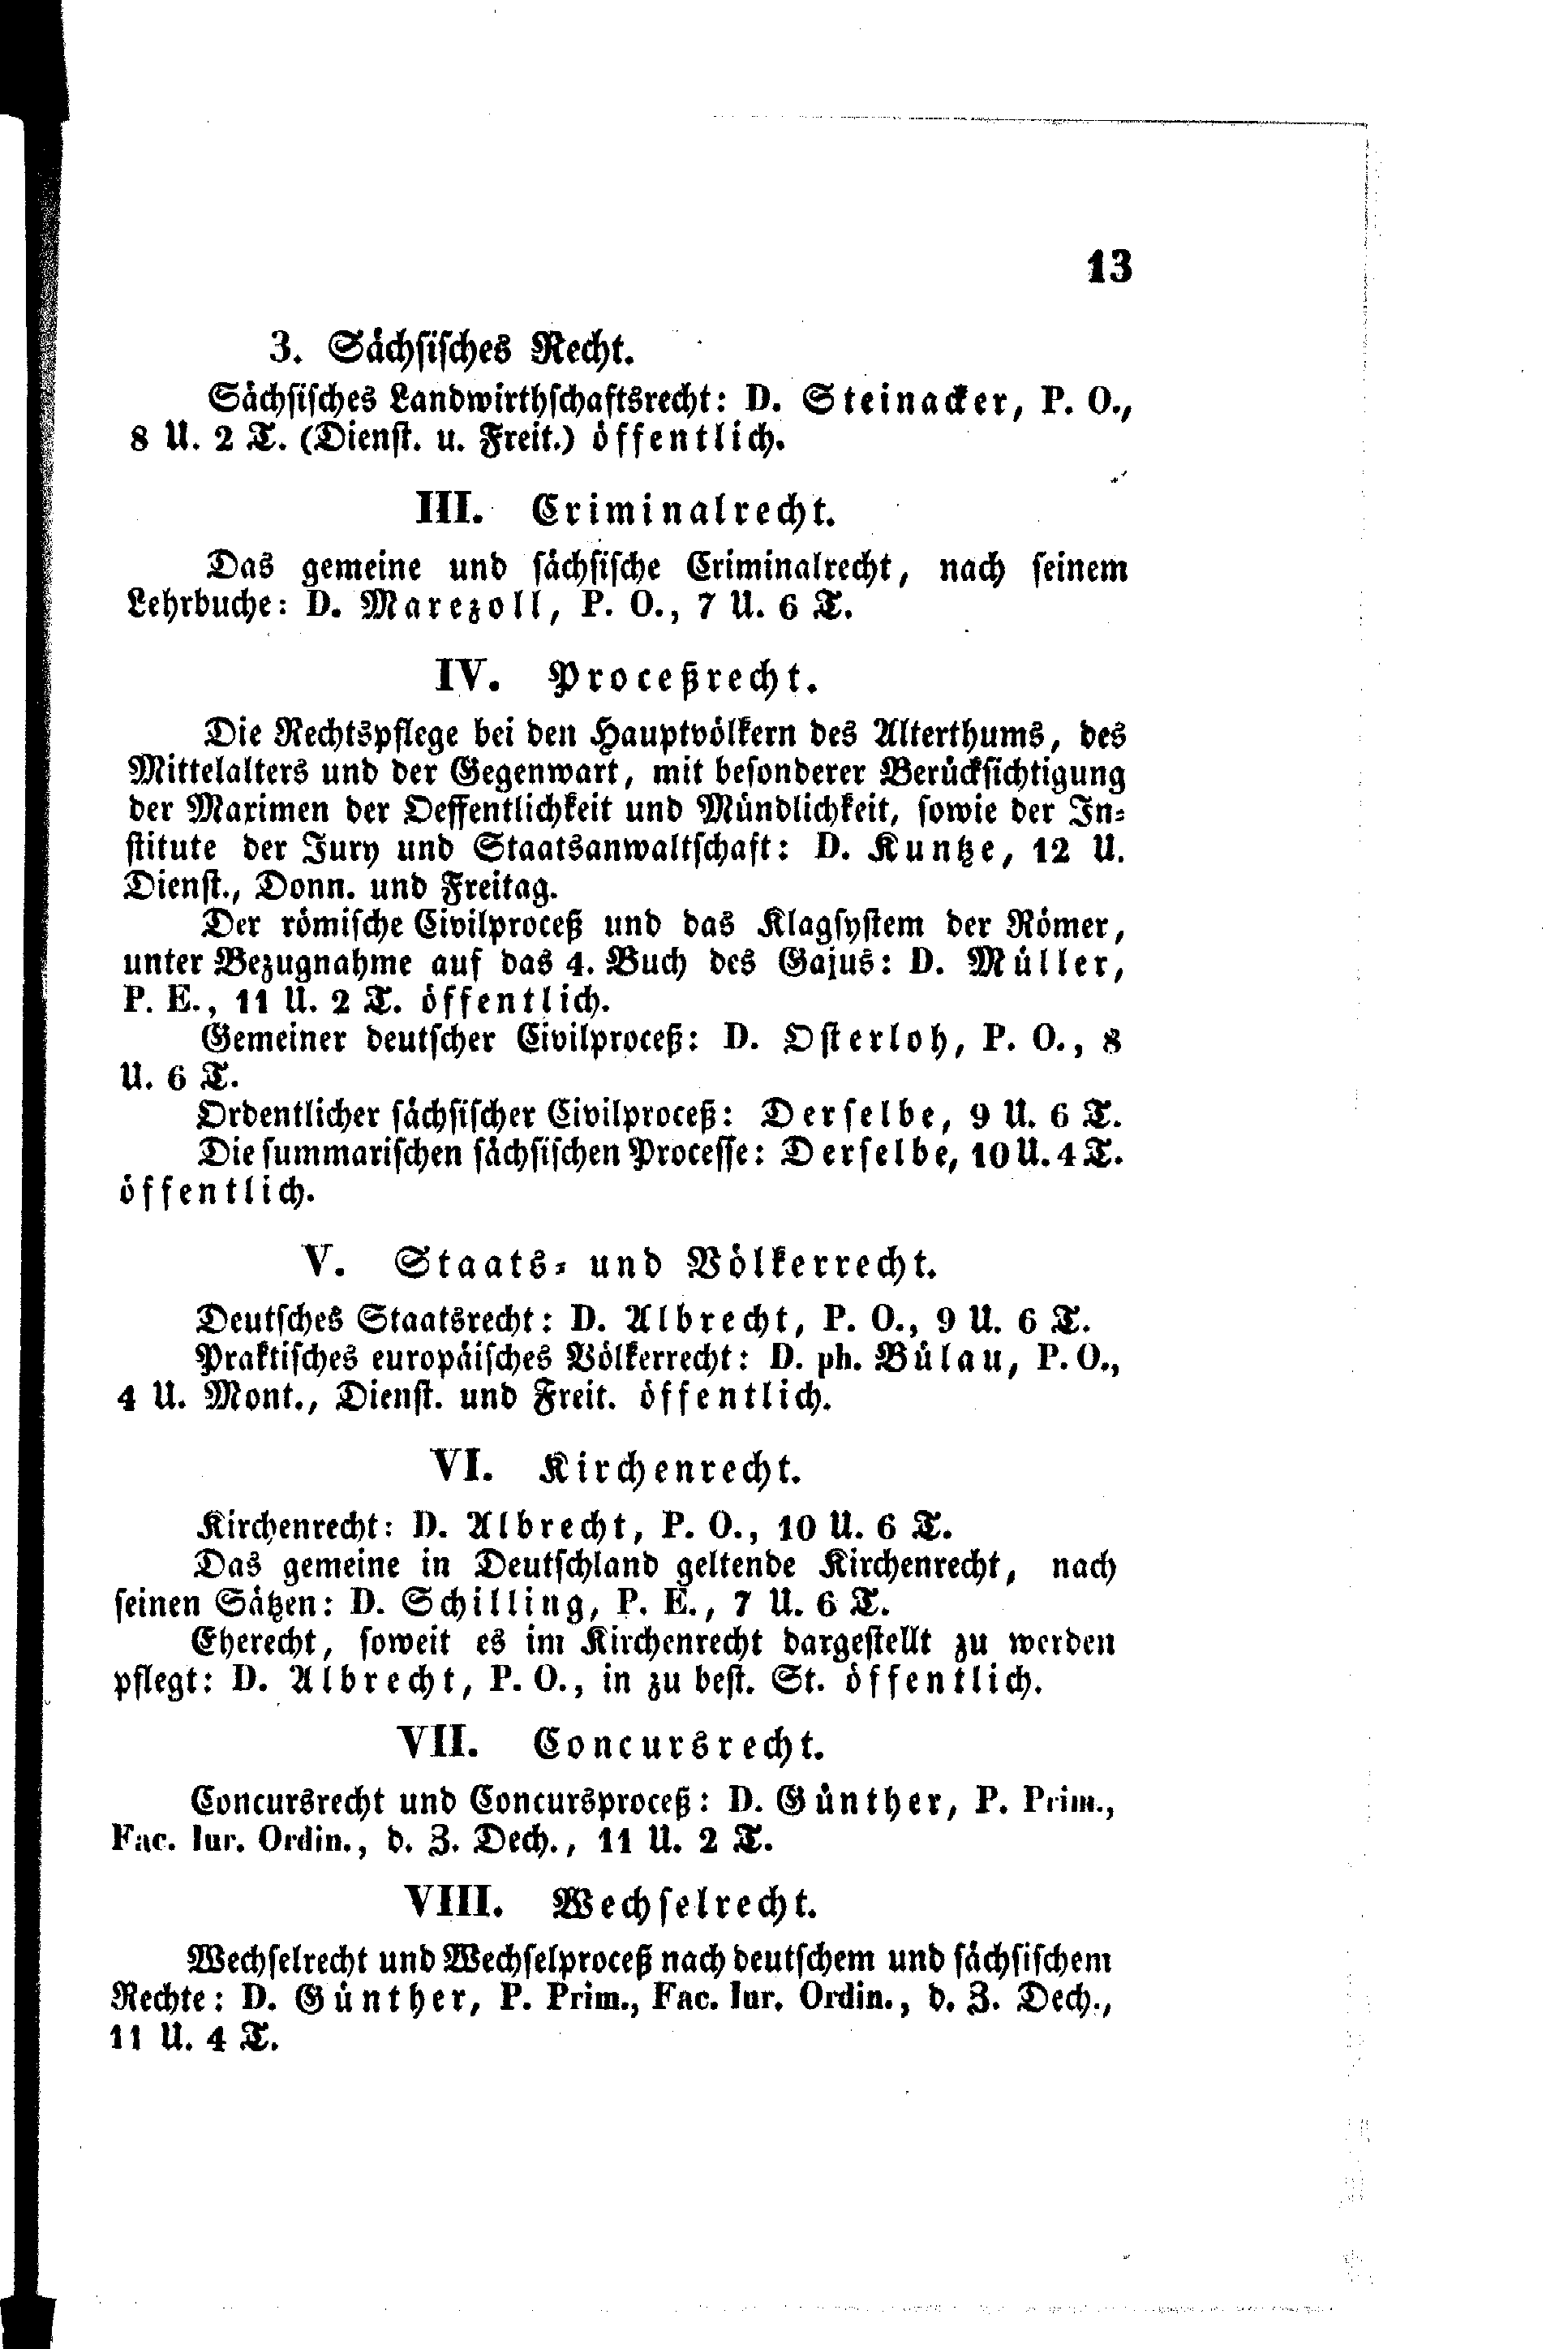 13
3. Sächsisches Recht.
Sächsisches Landwirthschaftsrecht: D. Steinacker, P. O.,
8 U. 2 T. (Dienst. u. Freit.) öffentlich.
III. Criminalrecht.
Das gemeine und sächsische Criminalrecht, nach seinem
Lehrbuche: D. Marezoll, P. O., 7 U. 6 T.
IV. Proceßrecht.
Die Rechtspflege bei den Hauptvölkern des Alterthums, des
Mittelalters und der Gegenwart, mit besonderer Berücksichtigung
der Maximen der Oeffentlichkeit und Mündlichkeit, sowie der In-
stitute der Jury und Staatsanwaltschaft: D. Kuntze, 12 U.
Dienst., Donn. und Freitag.
Der römische Civilproceß und das Klagsystem der Römer,
unter Bezugnahme auf das 4. Buch des Gajus: D. Müller,
P. E., 11 U. 2 T. öffentlich.
Gemeiner deutscher Civilproceß: D. Osterloh, P. O., 8
U. 6 T.
Ordentlicher sächsischer Civilproceß: Derselbe, 9 U. 6 T.
Die summarischen sächsischen Processe: Derselbe, 10 U. 4 T.
öffentlich.
V. Staats- und Völkerrecht.
Deutsches Staatsrecht: D. Albrecht, P. O., 9 U. 6 T.
Praktisches europäisches Völkerrecht: D. ph. Bülau, P. O.,
4 U. Mont., Dienst. und Freit. öffentlich.
VI. Kirchenrecht.
Kirchenrecht: D. Albrecht, P. O., 10 U. 6 T.
Das gemeine in Deutschland geltende Kirchenrecht, nach
seinen Sätzen: D. Schilling, P. E., 7 U. 6 T.
Eherecht, soweit es im Kirchenrecht dargestellt zu werden
pflegt: D. Albrecht, P. O., in zu best. St. öffentlich.
VII. Concursrecht.
Concursrecht und Concursproceß: D. Günther, P. Prim.,
Fac. Iur. Ordin., d. Z. Dech., 11 U. 2 T.
VIII. Wechselrecht.
Wechselrecht und Wechselproceß nach deutschem und sächsischem
Rechte: D. Günther, P. Prim., Fac. Iur. Ordin., d. Z. Dech.,
11 U. 4 T.